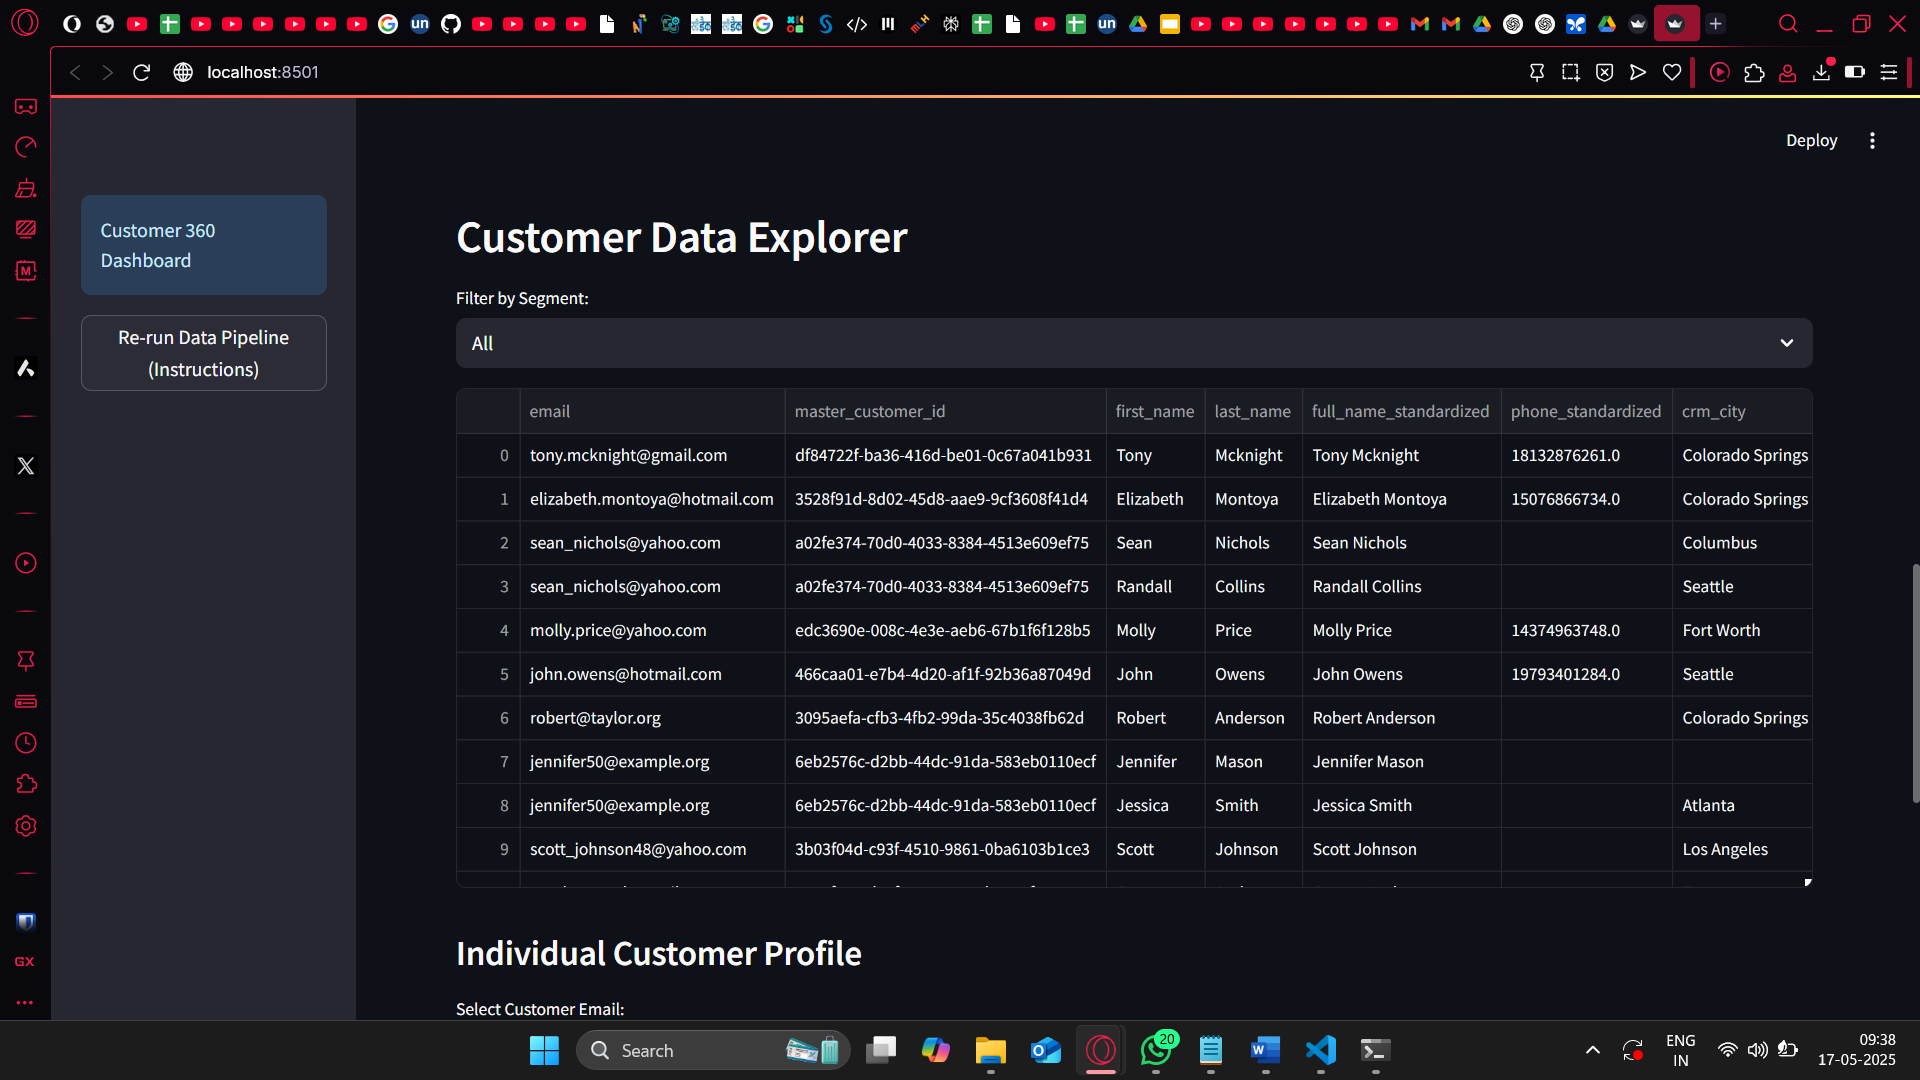 localhost:8501
Deploy
Customer 360
Dashboard
Re-run Data Pipeline
(Instructions)
Customer Data Explorer
Filter by Segment:
All
email master_customer_id first_name last_name full_name_standardized phone_standardized crm_city
0 tony.mcknight@gmail.com df84722f-ba36-416d-be01-0c67a041b931 Tony Mcknight Tony Mcknight 18132876261.0 Colorado Springs
1 elizabeth.montoya@hotmail.com 3528f91d-8d02-45d8-aae9-9cf3608f41d4 Elizabeth Montoya Elizabeth Montoya 15076866734.0 Colorado Springs
2 sean_nichols@yahoo.com a02fe374-70d0-4033-8384-4513e609ef75 Sean Nichols Sean Nichols Columbus
3 sean_nichols@yahoo.com a02fe374-70d0-4033-8384-4513e609ef75 Randall Collins Randall Collins Seattle
4 molly.price@yahoo.com edc3690e-008c-4e3e-aeb6-67b1f6f128b5 Molly Price Molly Price 14374963748.0 Fort Worth
5 john.owens@hotmail.com 466caa01-e7b4-4d20-af1f-92b36a87049d John Owens John Owens 19793401284.0 Seattle
6 robert@taylor.org 3095aefa-cfb3-4fb2-99da-35c4038fb62d Robert Anderson Robert Anderson Colorado Springs
7 jennifer50@example.org 6eb2576c-d2bb-44dc-91da-583eb0110ecf Jennifer Mason Jennifer Mason
8 jennifer50@example.org 6eb2576c-d2bb-44dc-91da-583eb0110ecf Jessica Smith Jessica Smith Atlanta
9 scott_johnson48@yahoo.com 3b03f04d-c93f-4510-9861-0ba6103b1ce3 Scott Johnson Scott Johnson Los Angeles
Individual Customer Profile
Select Customer Email:
GX
Search
20
ENG
IN
09:38
17-05-2025